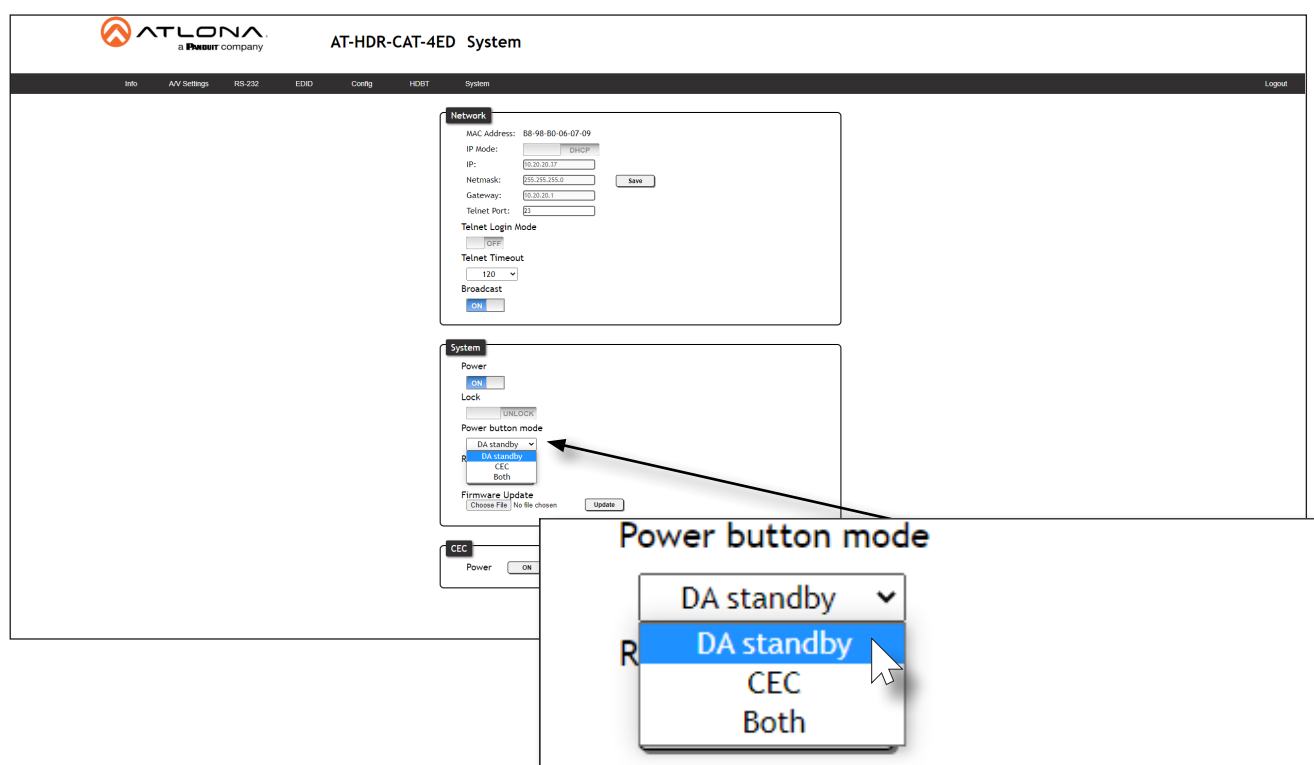 ATLONA.
a PANDUIT company
AT-HDR-CAT-4ED System
Info A/V Settings RS-232 EDID Config HDBT System Logout
Network
MAC Address: B8-98-B0-06-07-09
IP Mode: DHCP
IP: 10.20.20.37
Netmask: 255.255.255.0 Save
Gateway: 10.20.20.1
Telnet Port: 23
Telnet Login Mode
OFF
Telnet Timeout
120
Broadcast
ON
System
Power
ON
Lock
UNLOCK
Power button mode
DA standby
R
DA standby
CEC
Both
Firmware Update
Choose File No file chosen Update
CEC
Power ON
Power button mode
DA standby
R
DA standby
CEC
Both